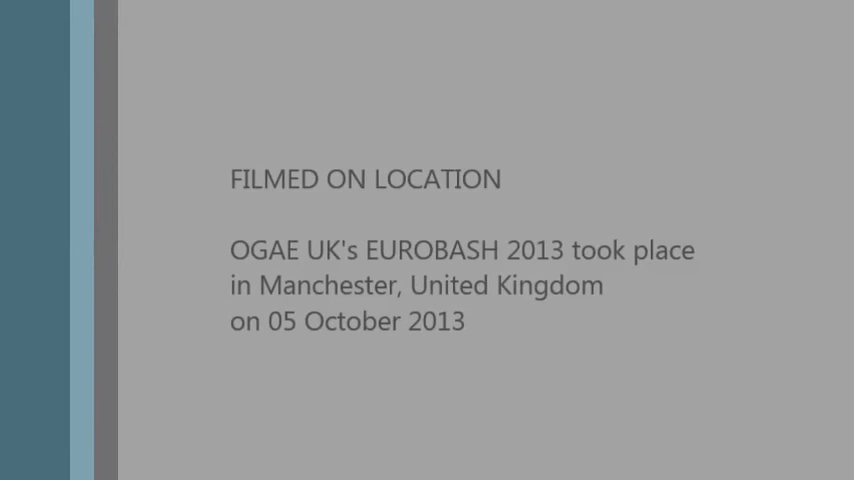 FILMED ON LOCATION
OGAE UK's EUROBASH 2013 took place
in Manchester, United Kingdom
on 05 October 2013